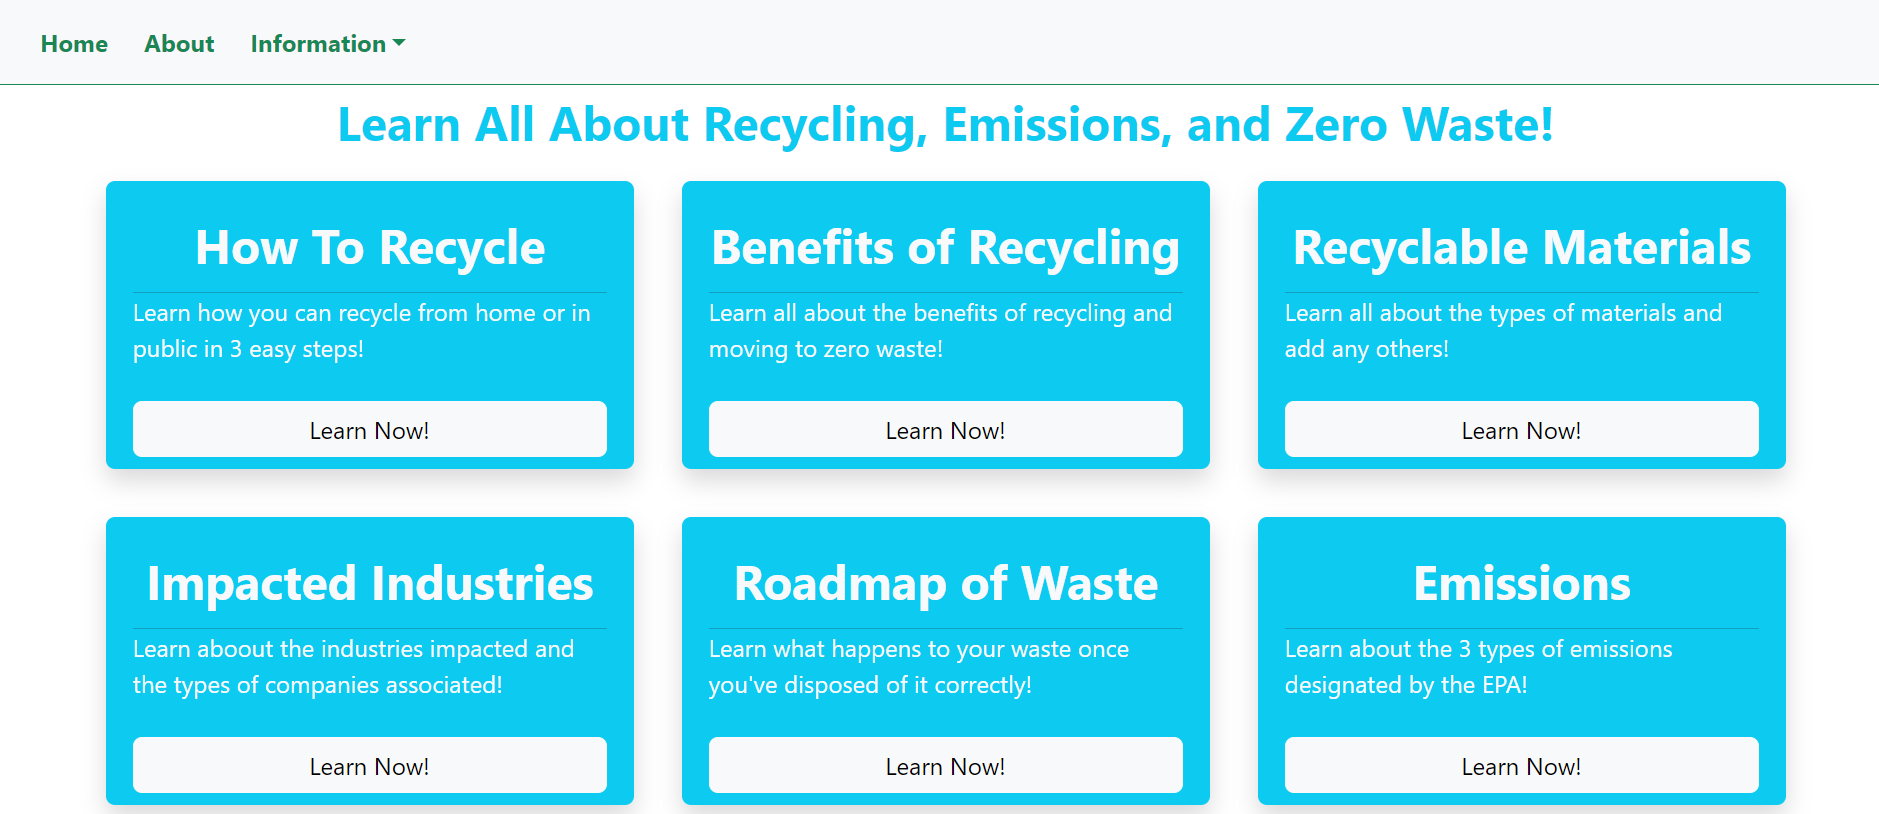 Home About Information
Learn All About Recycling, Emissions, and Zero Waste!
How To Recycle
Learn how you can recycle from home or in
public in 3 easy steps!
Learn Now!
Benefits of Recycling
Learn all about the benefits of recycling and
moving to zero waste!
Learn Now!
Recyclable Materials
Learn all about the types of materials and
add any others!
Learn Now!
Impacted Industries
Learn aboout the industries impacted and
the types of companies associated!
Learn Now!
Roadmap of Waste
Learn what happens to your waste once
you've disposed of it correctly!
Learn Now!
Emissions
Learn about the 3 types of emissions
designated by the EPA!
Learn Now!